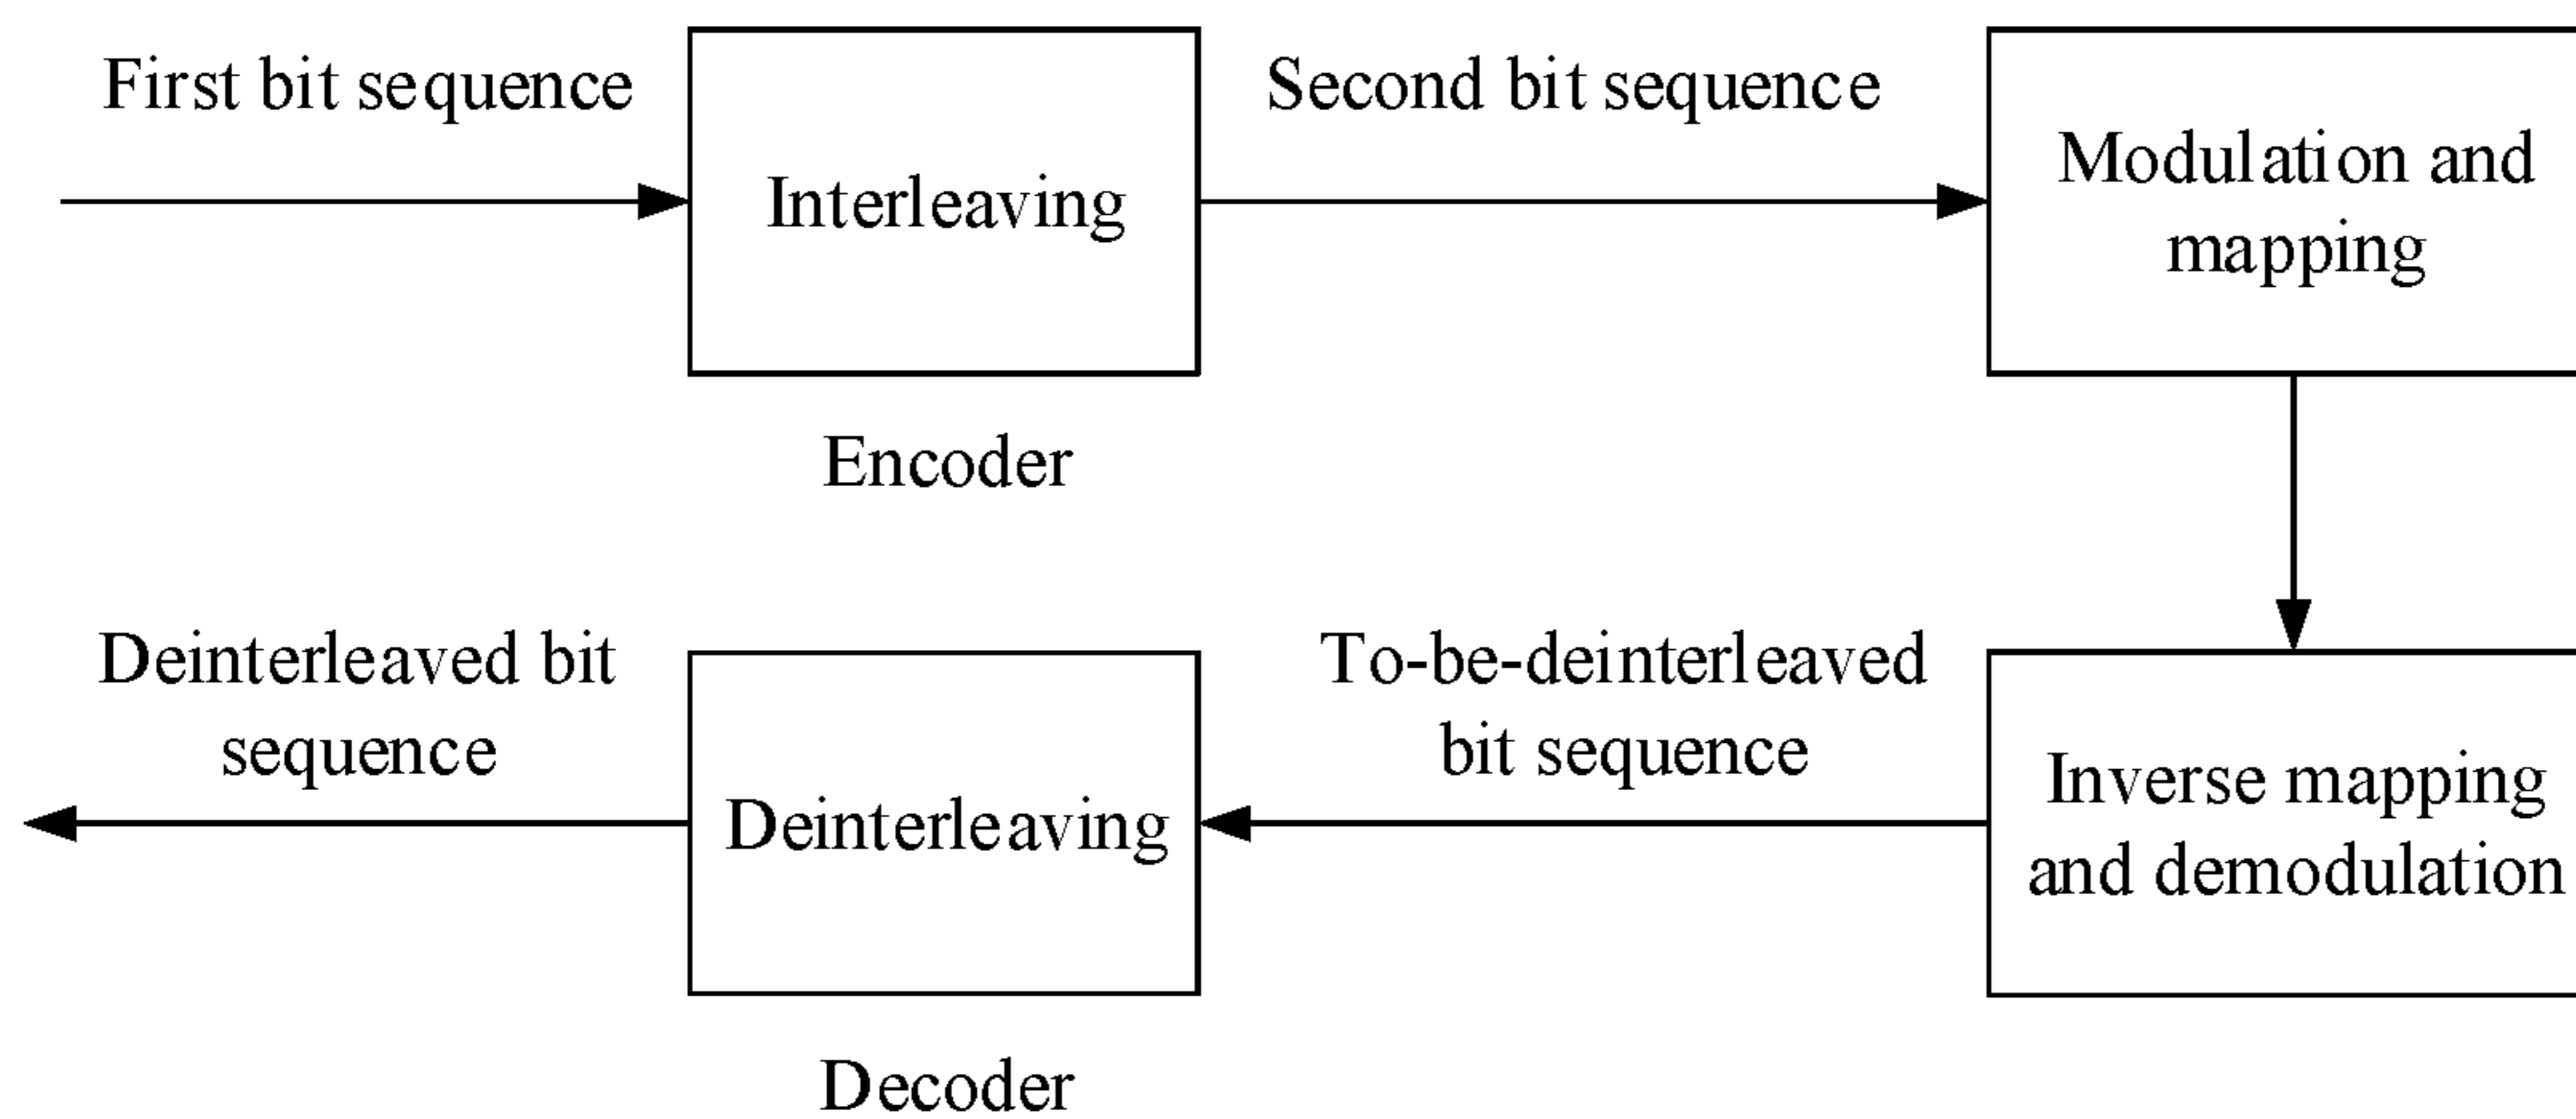 First bit sequence
Interleaving
Encoder
Second bit sequence
Modulation and
mapping
Inverse mapping
and demodulation
To-be-deinterleaved
bit sequence
Deinterleaving
Decoder
Deinterleaved bit
sequence